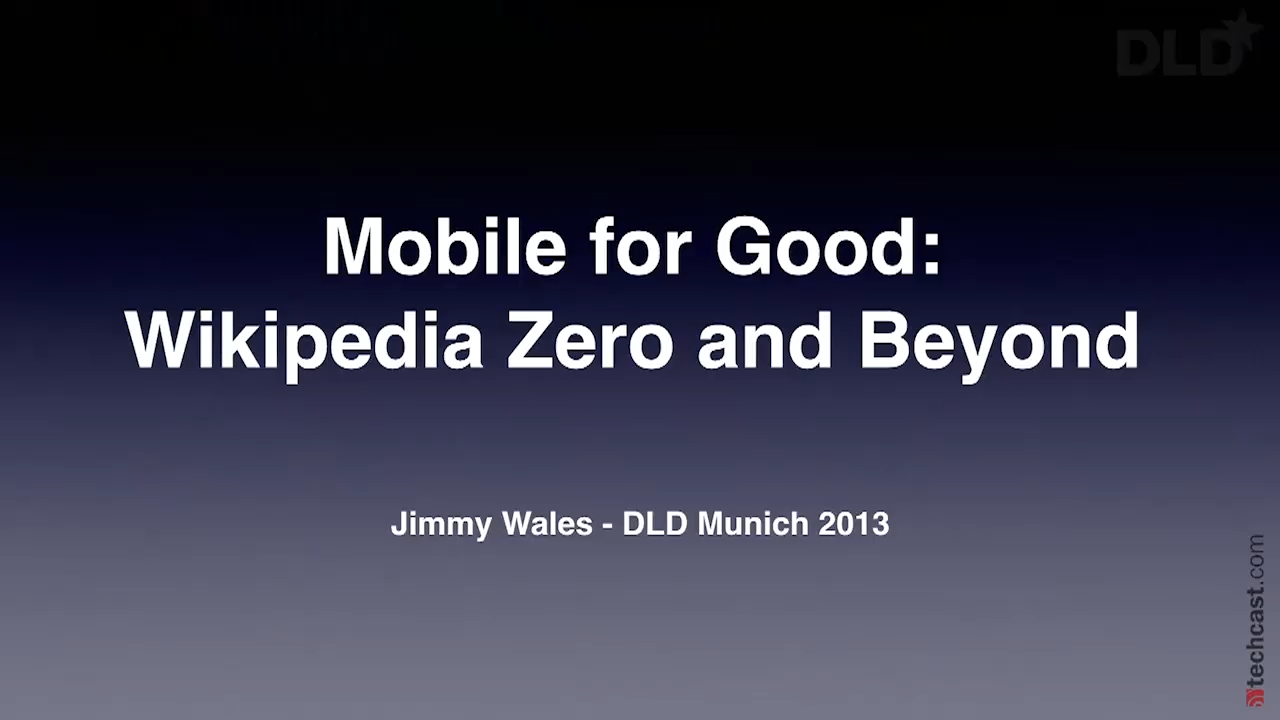 DLD
Mobile for Good:
Wikipedia Zero and Beyond
Jimmy Wales - DLD Munich 2013
techcast.com